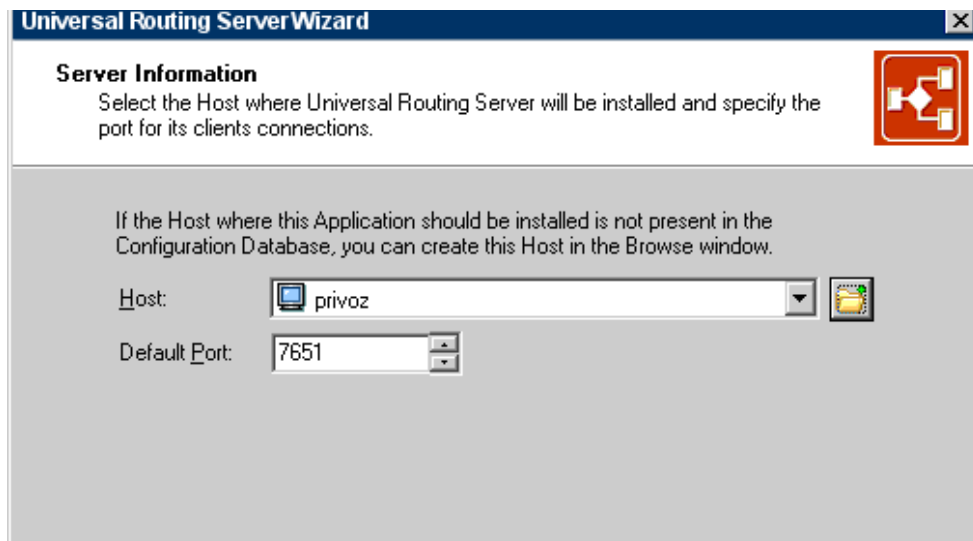 Universal Routing Server Wizard
Server Information
Select the Host where Universal Routing Server will be installed and specify the
port for its clients connections.
If the Host where this Application should be installed is not present in the
Configuration Database, you can create this Host in the Browse window.
Host: privoz
Default Port: 7651